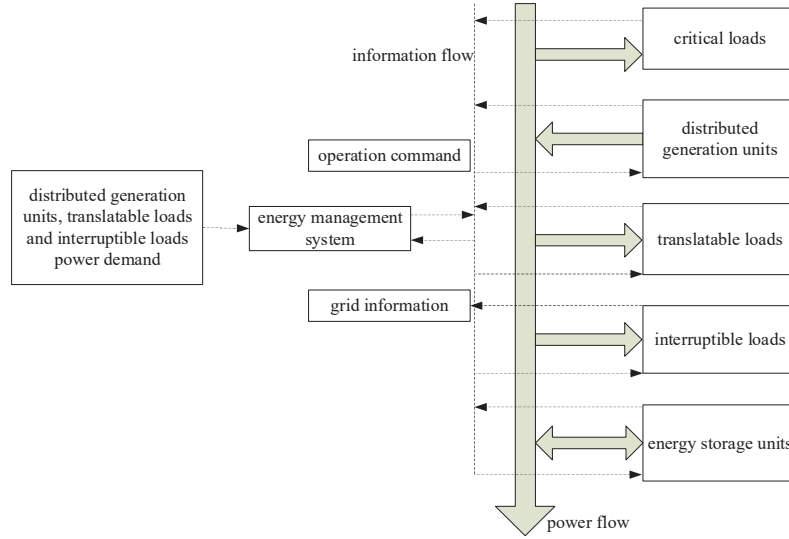 critical loads
information flow
distributed
generation units
operation command
distributed generation
units, translatable loads
and interruptible loads
power demand
energy management
system
translatable loads
grid information
interruptible loads
energy storage units
power flow